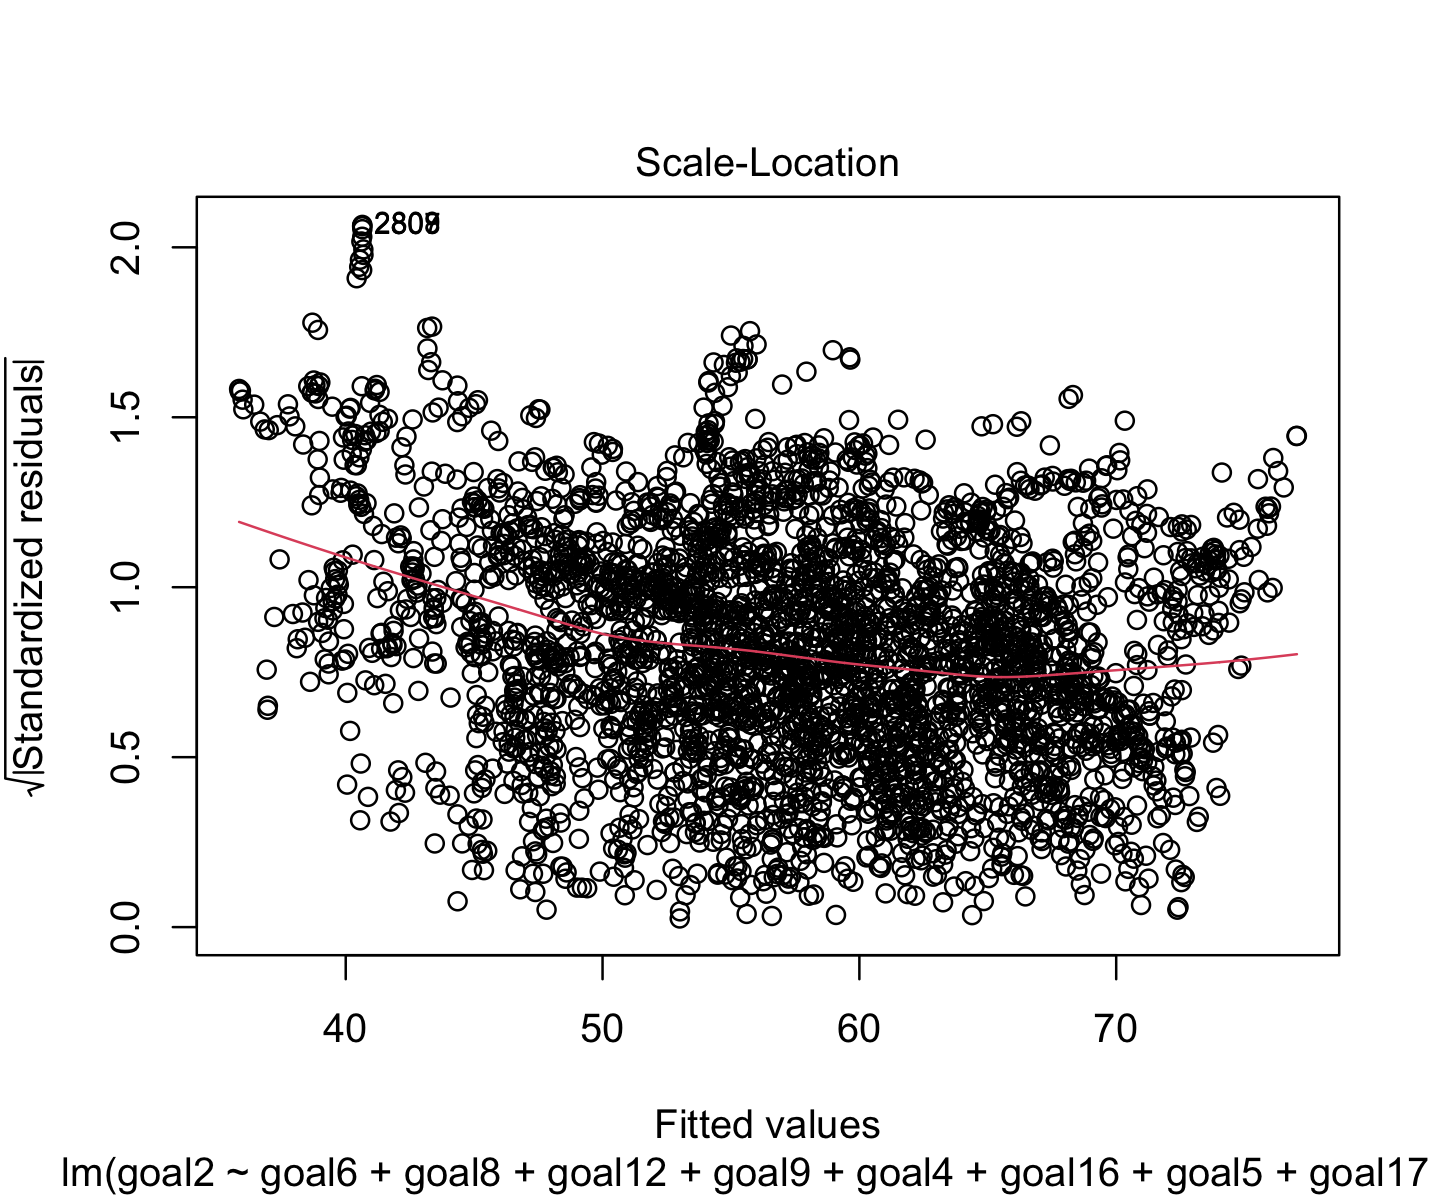 Scale-Location
√|Standardized residuals|
2.0
1.5
1.0
0.5
0.0
40 50 60 70
Fitted values
lm(goal2 ~ goal6 + goal8 + goal12 + goal9 + goal4 + goal16 + goal5 + goal17